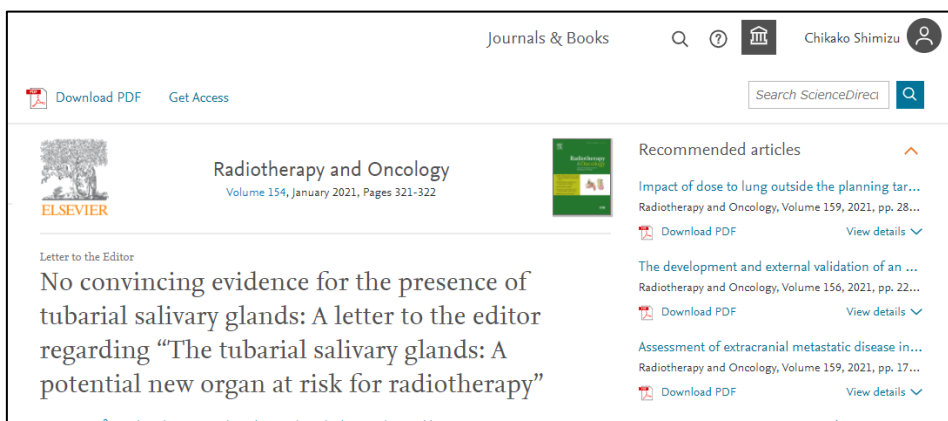 Journals & Books
Chikako Shimizu
PDF
Download PDF
Get Access
Search ScienceDirect
ELSEVIER
Radiotherapy and Oncology
Volume 154, January 2021, Pages 321-322
Radiotherapy
& Oncology
Letter to the Editor
No convincing evidence for the presence of
tubarial salivary glands: A letter to the editor
regarding “The tubarial salivary glands: A
potential new organ at risk for radiotherapy”
Recommended articles
Impact of dose to lung outside the planning tar...
Radiotherapy and Oncology, Volume 159, 2021, pp. 28...
Download PDF
View details
The development and external validation of an ...
Radiotherapy and Oncology, Volume 156, 2021, pp. 22...
Download PDF
View details
Assessment of extracranial metastatic disease in...
Radiotherapy and Oncology, Volume 159, 2021, pp. 17...
Download PDF
View details